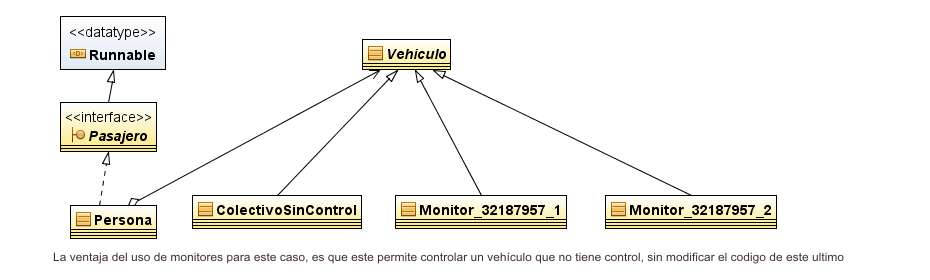 <<datatype>>
Runnable
Vehiculo
<<interface>>
Pasajero
Persona
ColectivoSinControl
Monitor_32187957_1
Monitor_32187957_2
La ventaja del uso de monitores para este caso, es que este permite controlar un vehículo que no tiene control, sin modificar el codigo de este ultimo